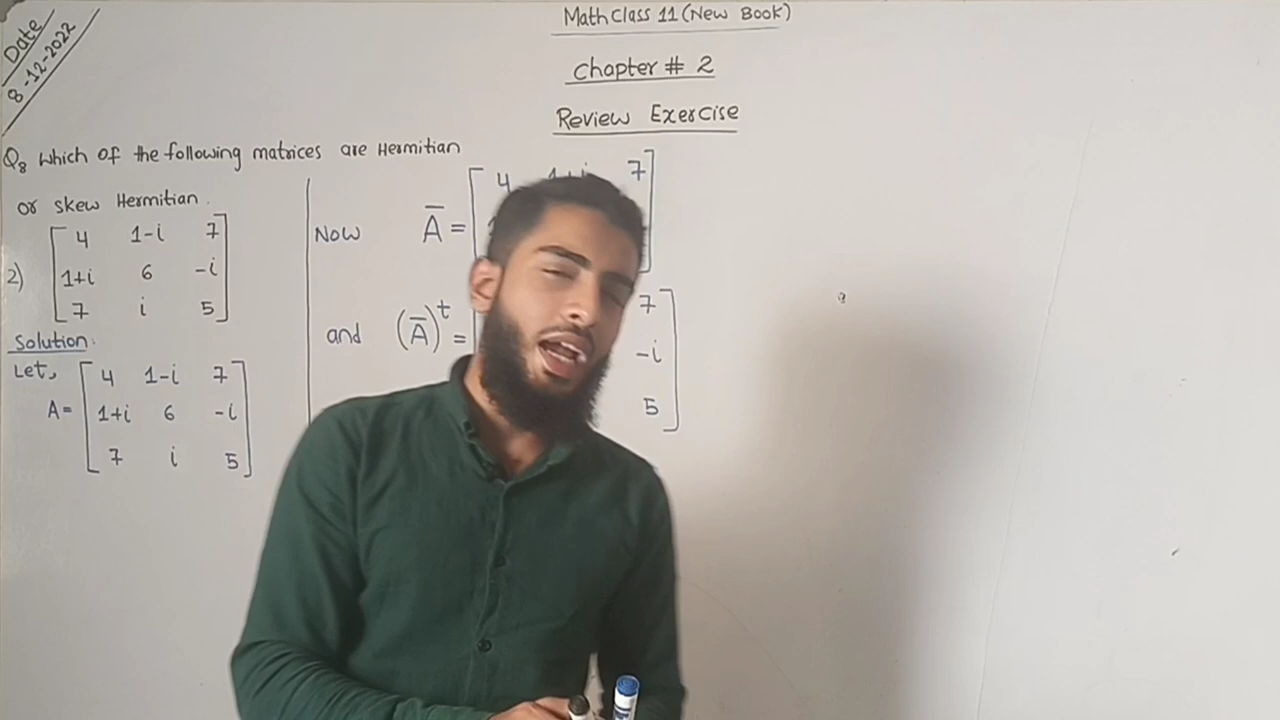 Date
8-12-2022
Math Class 11 (New Book)
Chapter # 2
Review Exercise
Q8 Which of the following matrices are Hermitian
or skew Hermitian.
2) [4 1-i 7
1+i 6 -i
7 i 5]
Solution:
Let,
A = [4 1-i 7
1+i 6 -i
7 i 5]
Now Ā = [4 1+i 7
]
and (Ā)ᵗ = 7
-i
5]